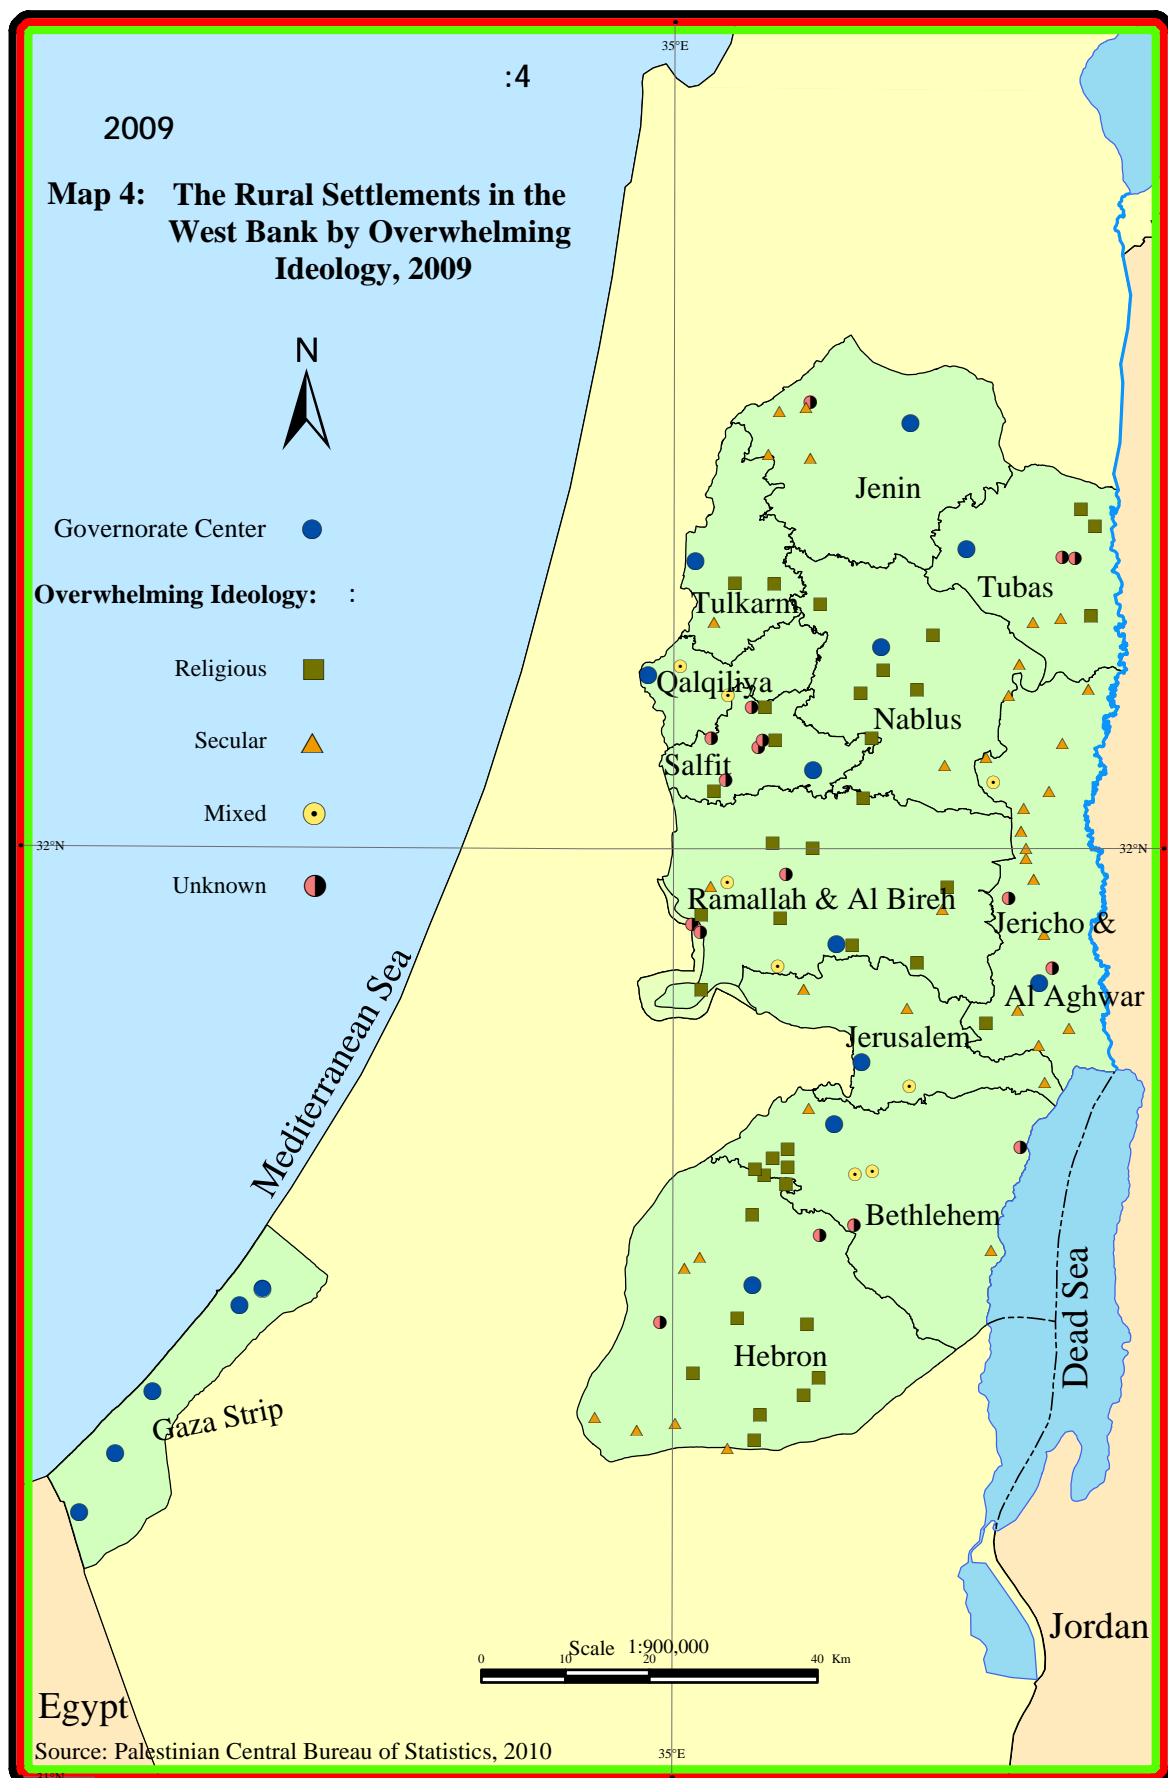 35°E
:4
2009
Map 4: The Rural Settlements in the
West Bank by Overwhelming
Ideology, 2009
N
Governorate Center
Overwhelming Ideology: :
Religious
Secular
Mixed
Unknown
Jenin
Tubas
Tulkarm
Qalqiliya
Nablus
Salfit
32°N
32°N
Ramallah & Al Bireh
Jericho &
Al Aghwar
Jerusalem
Mediterranean Sea
Bethlehem
Dead Sea
Hebron
Gaza Strip
Jordan
Scale 1:900,000
0 10 20 40 Km
Egypt
Source: Palestinian Central Bureau of Statistics, 2010
35°E
31°N